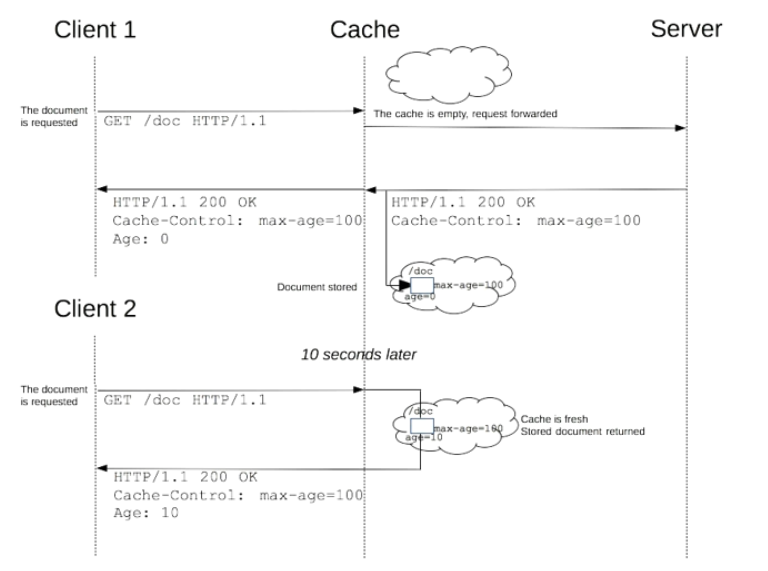 Client 1
Cache
Server
The document
is requested
GET /doc HTTP/1.1
The cache is empty, request forwarded
HTTP/1.1 200 OK
Cache-Control: max-age=100
Age: 0
HTTP/1.1 200 OK
Cache-Control: max-age=100
/doc
max-age=100
age=0
Document stored
Client 2
10 seconds later
The document
is requested
GET /doc HTTP/1.1
/doc
max-age=100
age=10
Cache is fresh
Stored document returned
HTTP/1.1 200 OK
Cache-Control: max-age=100
Age: 10